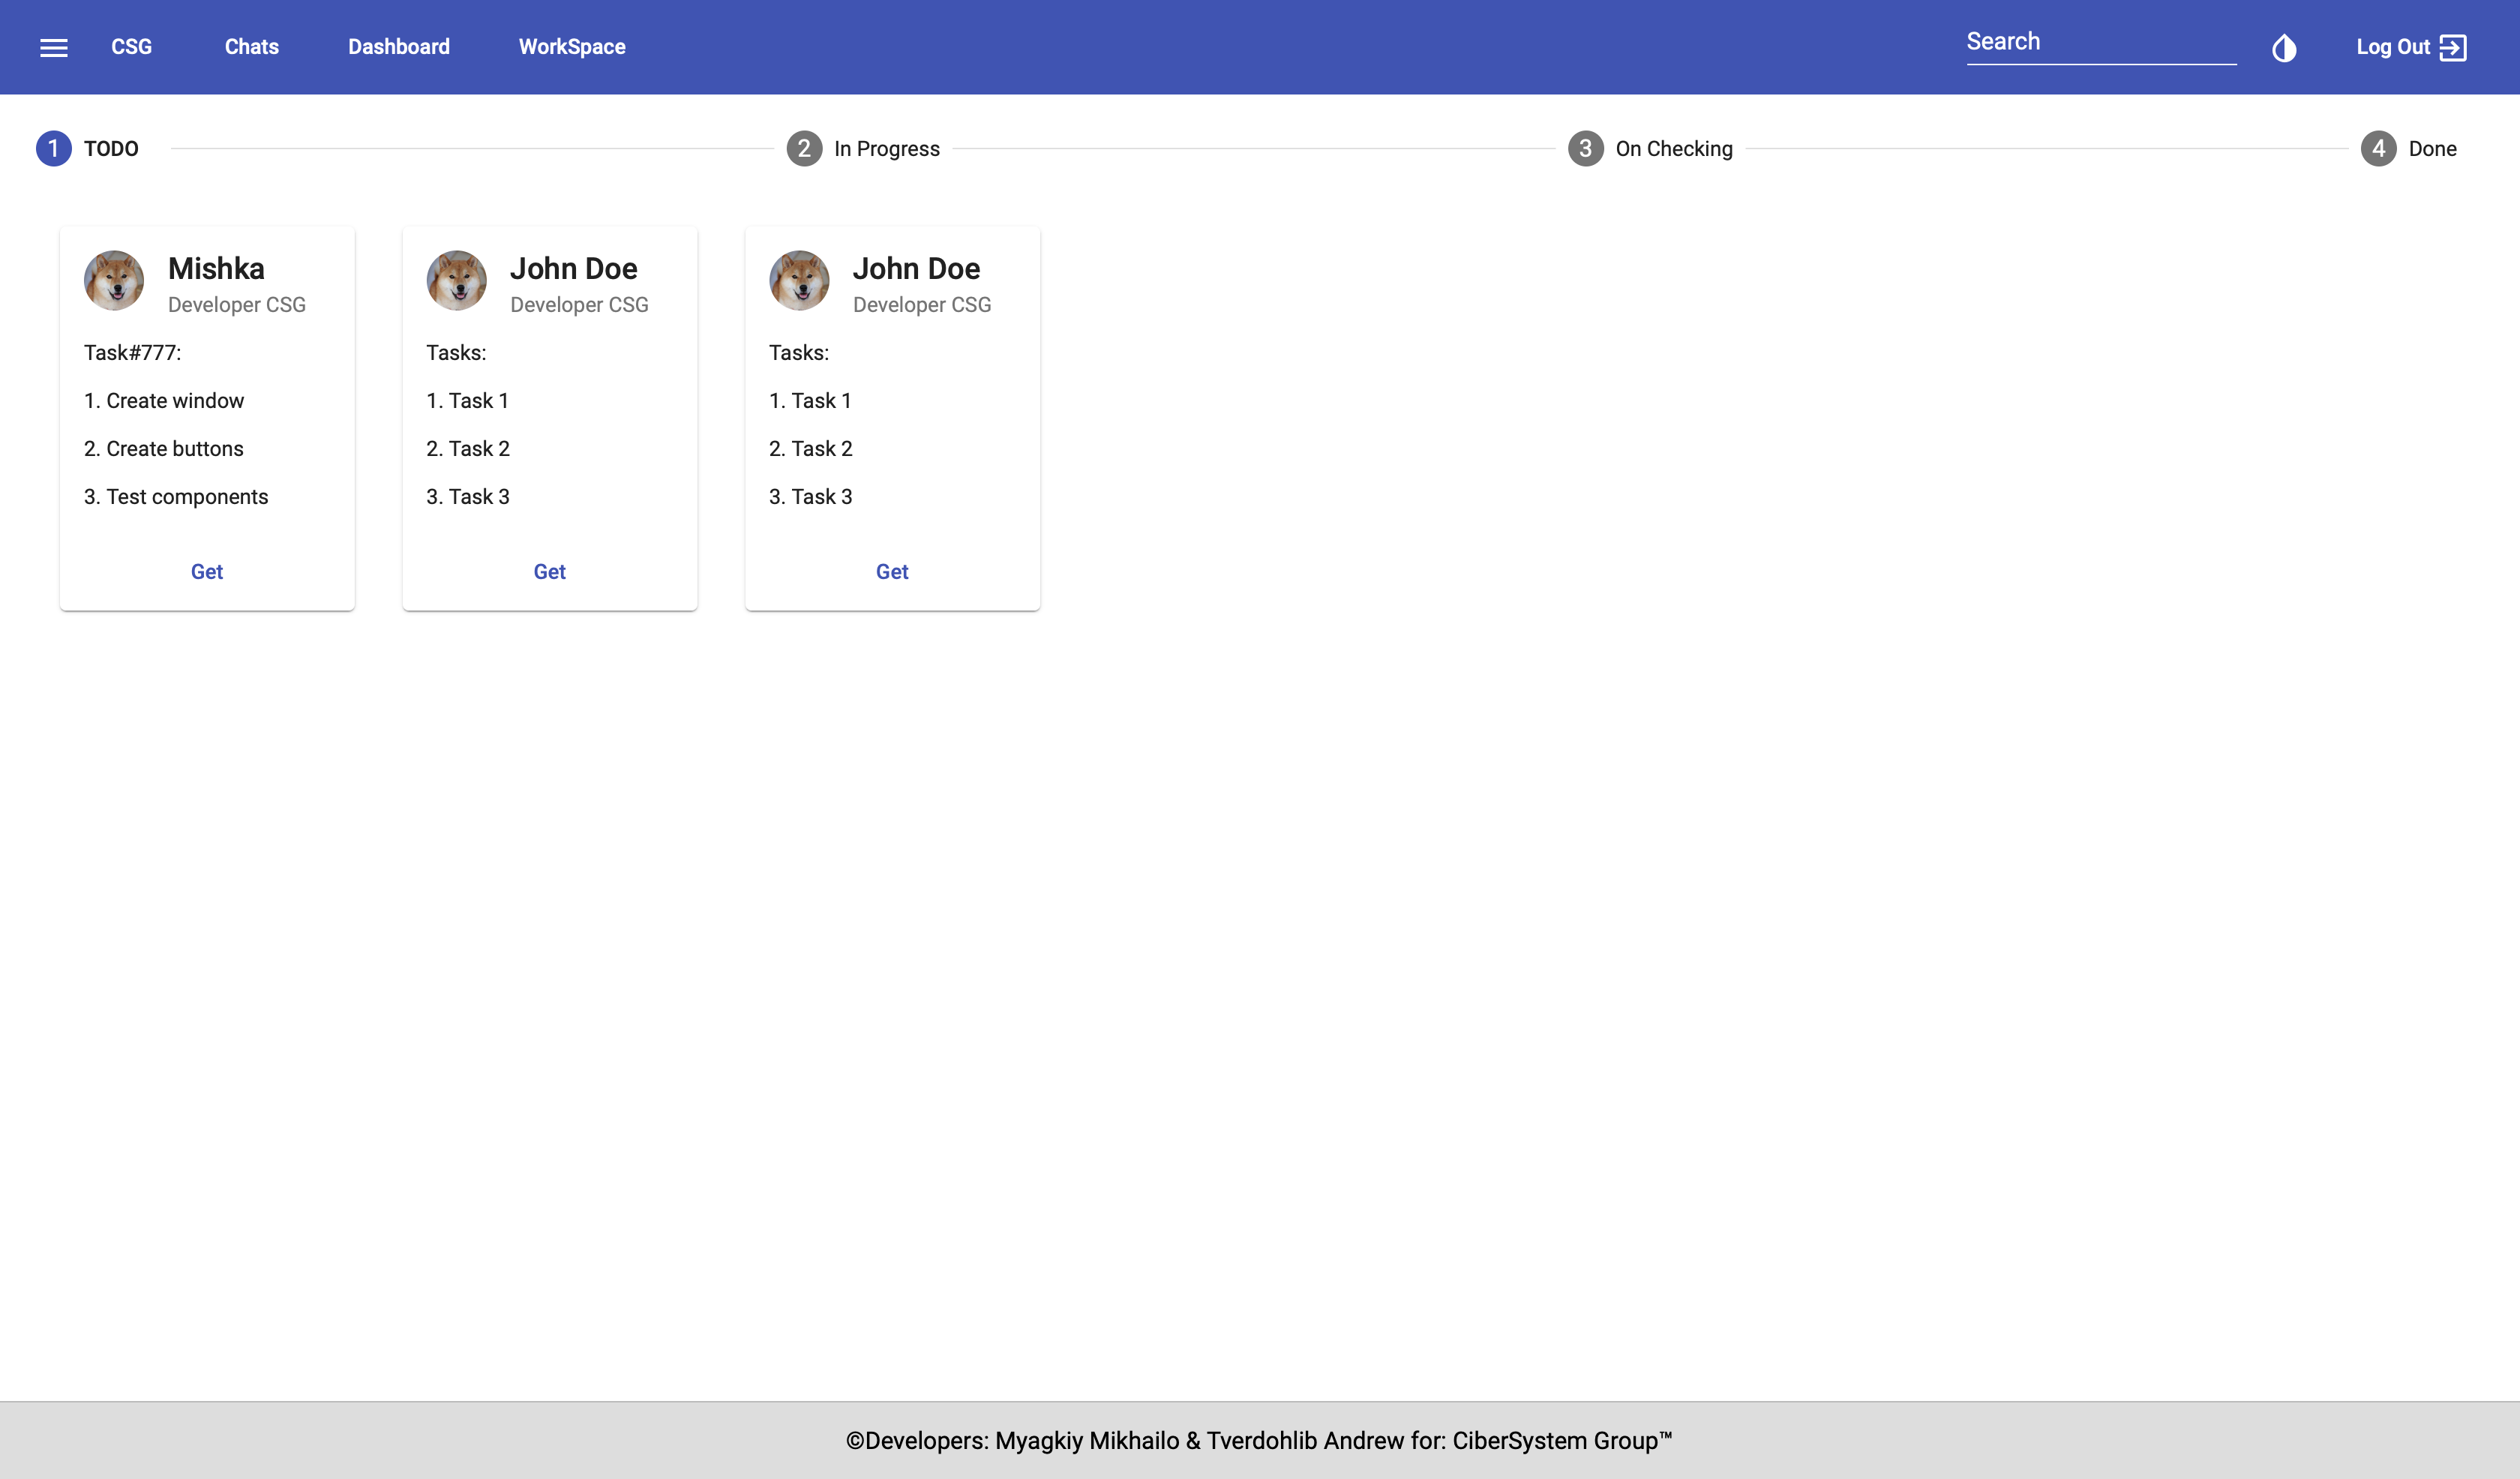 CSG Chats Dashboard WorkSpace Search Log Out
1 TODO 2 In Progress 3 On Checking 4 Done
Mishka
Developer CSG
Task#777:
1. Create window
2. Create buttons
3. Test components
Get
John Doe
Developer CSG
Tasks:
1. Task 1
2. Task 2
3. Task 3
Get
John Doe
Developer CSG
Tasks:
1. Task 1
2. Task 2
3. Task 3
Get
©Developers: Myagkiy Mikhailo & Tverdohlib Andrew for: CiberSystem Group™